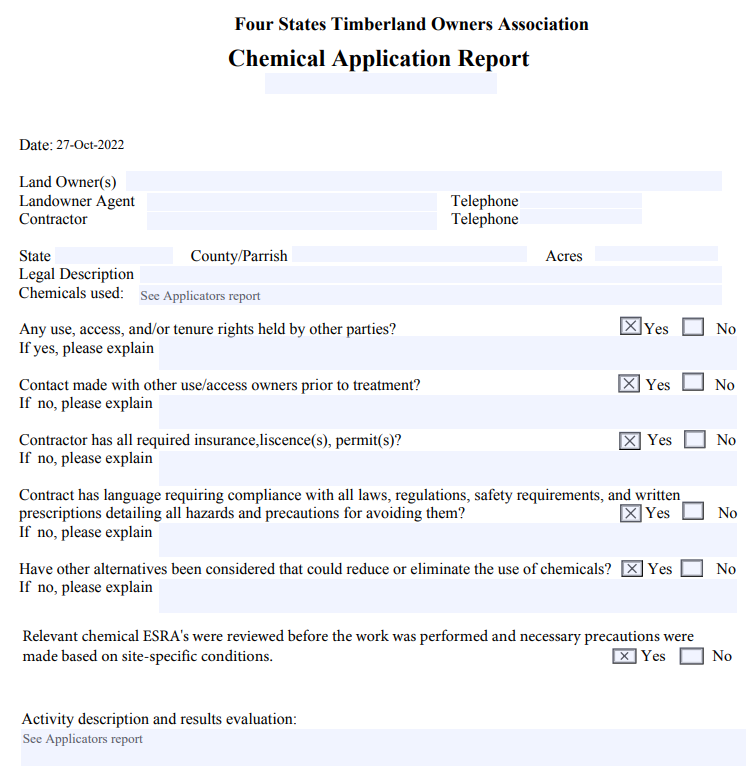 Four States Timberland Owners Association
Chemical Application Report
Date: 27-Oct-2022
Land Owner(s)
Landowner Agent Telephone
Contractor Telephone
State County/Parrish Acres
Legal Description
Chemicals used: See Applicators report
Any use, access, and/or tenure rights held by other parties? Yes No
If yes, please explain
Contact made with other use/access owners prior to treatment? Yes No
If no, please explain
Contractor has all required insurance,liscence(s), permit(s)? Yes No
If no, please explain
Contract has language requiring compliance with all laws, regulations, safety requirements, and written
prescriptions detailing all hazards and precautions for avoiding them? Yes No
If no, please explain
Have other alternatives been considered that could reduce or eliminate the use of chemicals? Yes No
If no, please explain
Relevant chemical ESRA's were reviewed before the work was performed and necessary precautions were
made based on site-specific conditions. Yes No
Activity description and results evaluation:
See Applicators report